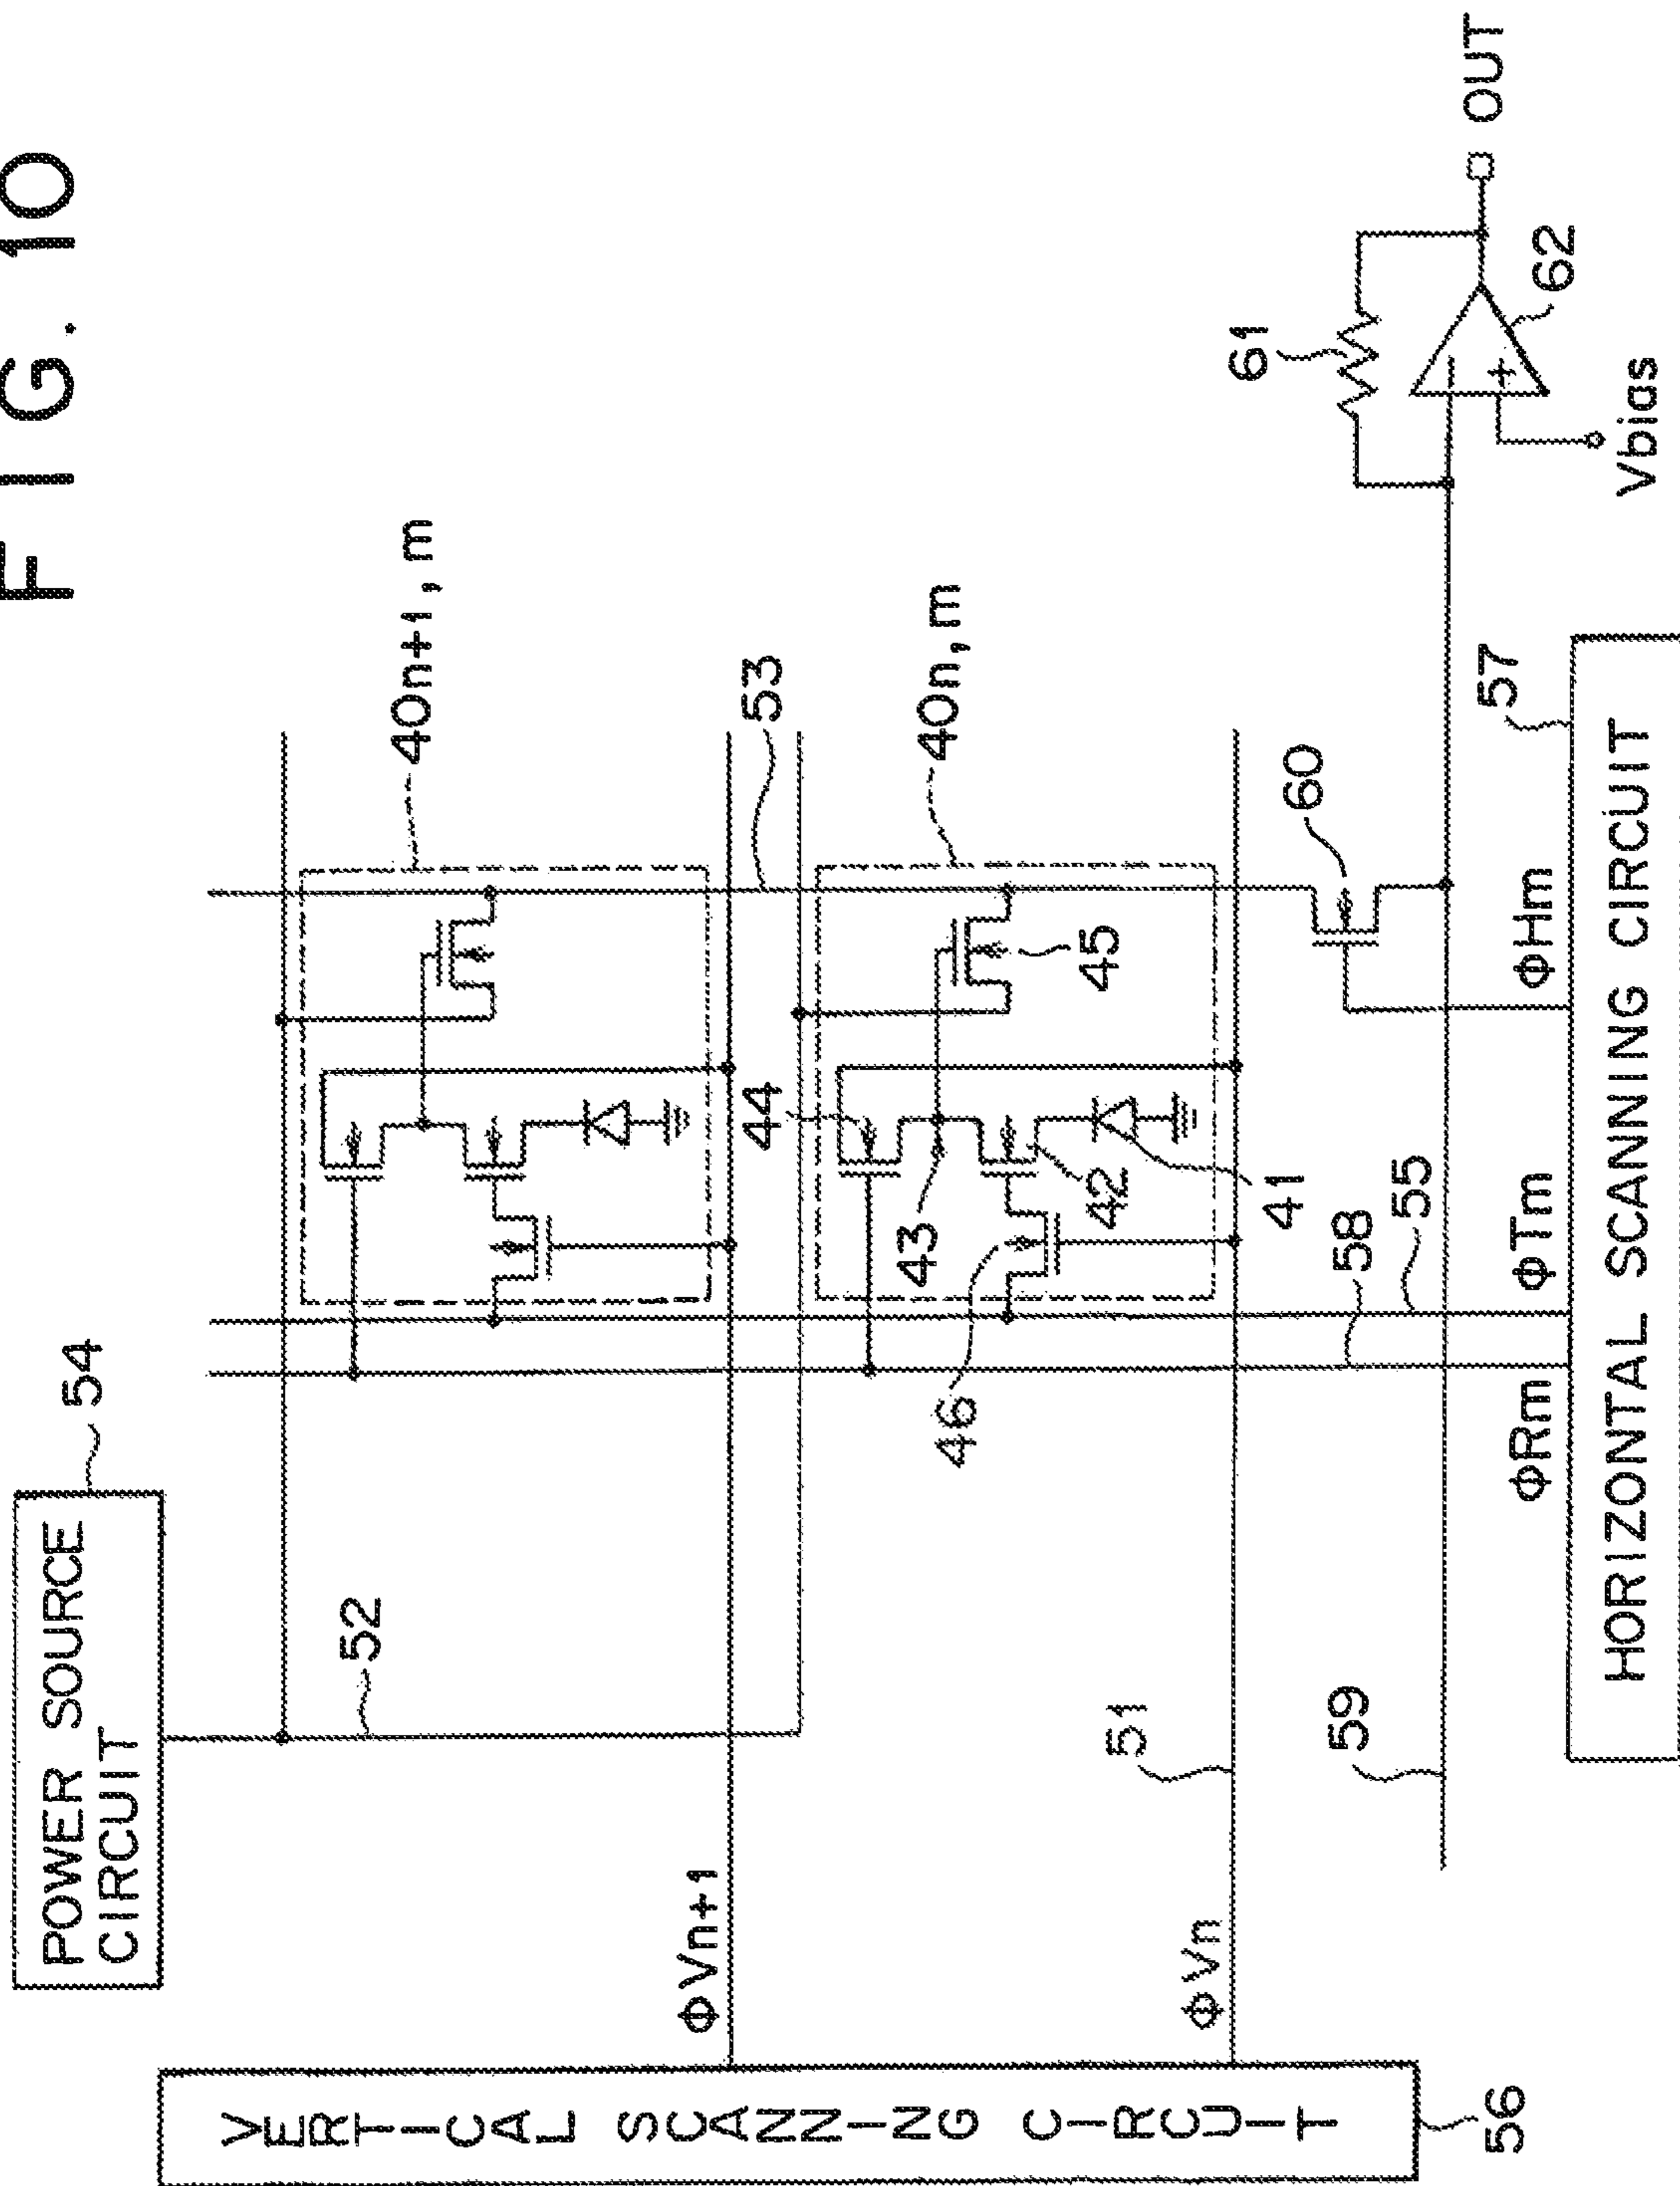 F I G. 10
POWER SOURCE
CIRCUIT
54
52
40n+1, m
53
44
43
40n, m
45
46
42
41
58
55
ΦVn+1
ΦVn
51
59
60
61
62
OUT
Vbias
ΦRm
ΦTm
ΦHm
57
VERTICAL SCANNING CIRCUIT
56
HORIZONTAL SCANNING CIRCUIT